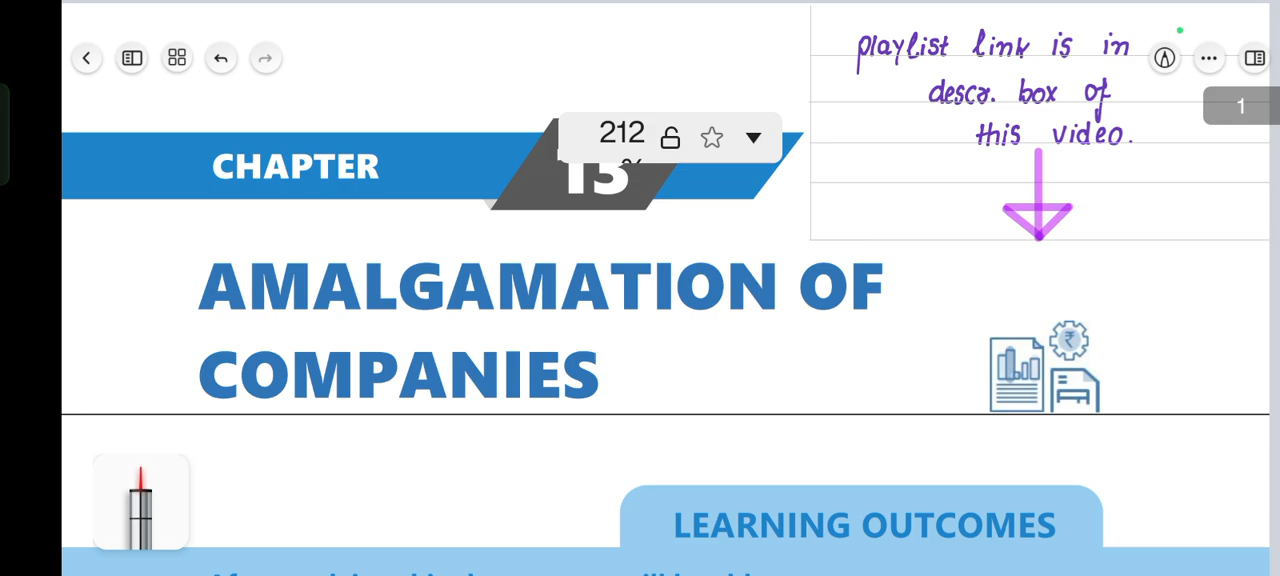 playlist link is in
descr. box of
this video.
1
212
CHAPTER
13
AMALGAMATION OF
COMPANIES
LEARNING OUTCOMES